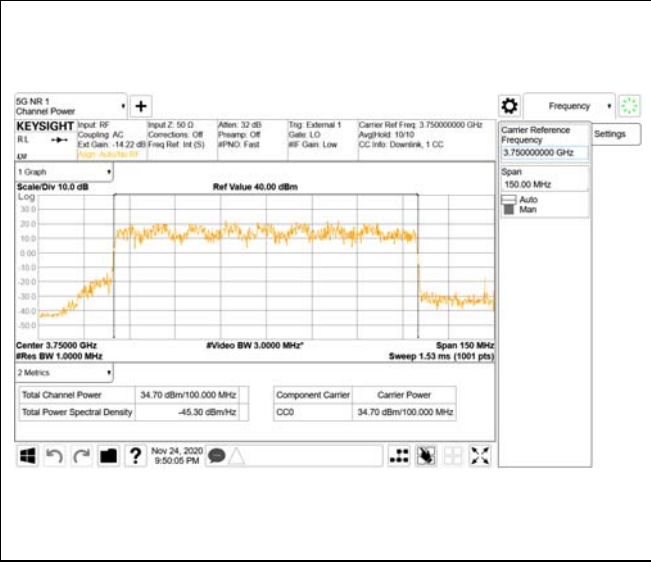 5G NR 1
Channel Power
Frequency
KEYSIGHT
RL
Input: RF
Coupling: AC
Ext Gain: -14.22 dB
Align: Auto/No RF
Input Z: 50 Ω
Corrections: Off
Freq Ref: Int (S)
Atten: 32 dB
Preamp: Off
#PNO: Fast
Trig: External 1
Gate: LO
#IF Gain: Low
Carrier Ref Freq: 3.750000000 GHz
Avg|Hold: 10/10
CC Info: Downlink, 1 CC
Carrier Reference
Frequency
3.750000000 GHz
Settings
Span
150.00 MHz
Auto
Man
1 Graph
Scale/Div 10.0 dB
Ref Value 40.00 dBm
Log
30.0
20.0
10.0
0.00
-10.0
-20.0
-30.0
-40.0
-50.0
Center 3.75000 GHz
#Video BW 3.0000 MHz*
Span 150 MHz
#Res BW 1.0000 MHz
Sweep 1.53 ms (1001 pts)
2 Metrics
Total Channel Power 34.70 dBm/100.000 MHz
Total Power Spectral Density -45.30 dBm/Hz
Component Carrier Carrier Power
CC0 34.70 dBm/100.000 MHz
?
Nov 24, 2020
9:50:05 PM